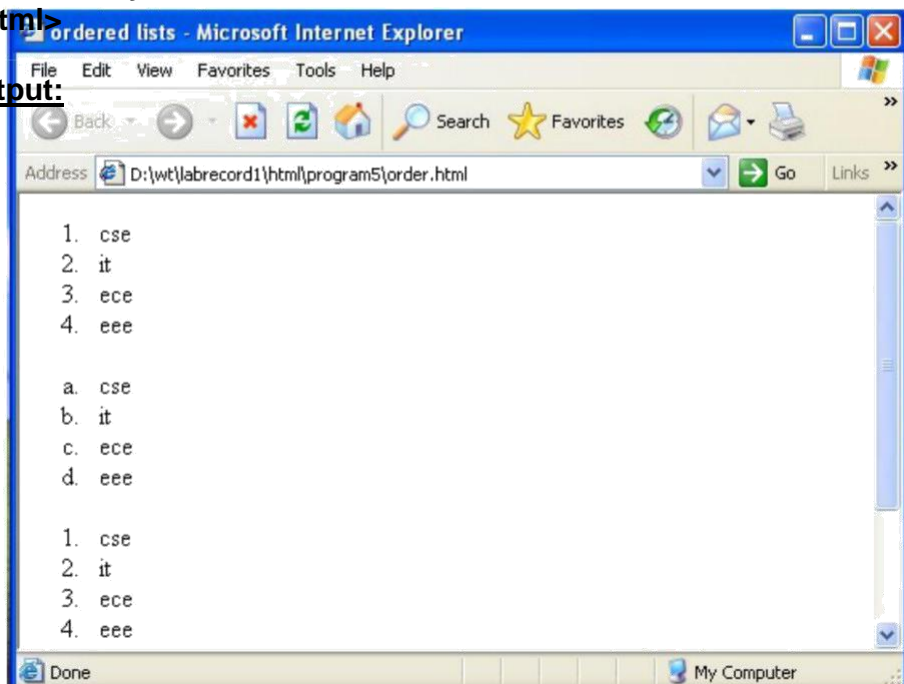 tml>
ordered lists - Microsoft Internet Explorer
File Edit View Favorites Tools Help
tput:
Back Search Favorites »
Address D:\wt\labrecord1\html\program5\order.html Go Links »
1. cse
2. it
3. ece
4. eee
a. cse
b. it
c. ece
d. eee
1. cse
2. it
3. ece
4. eee
Done My Computer